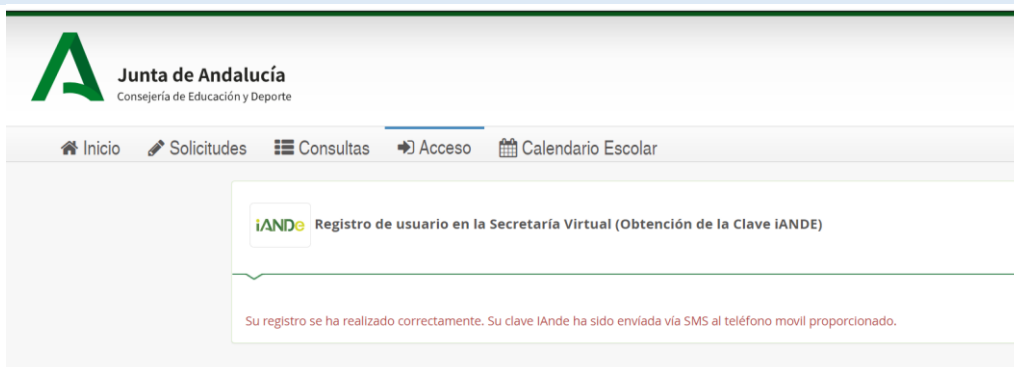 Junta de Andalucía
Consejería de Educación y Deporte
Inicio Solicitudes Consultas Acceso Calendario Escolar
iANDe Registro de usuario en la Secretaría Virtual (Obtención de la Clave iANDE)
Su registro se ha realizado correctamente. Su clave IAnde ha sido envíada vía SMS al teléfono movil proporcionado.